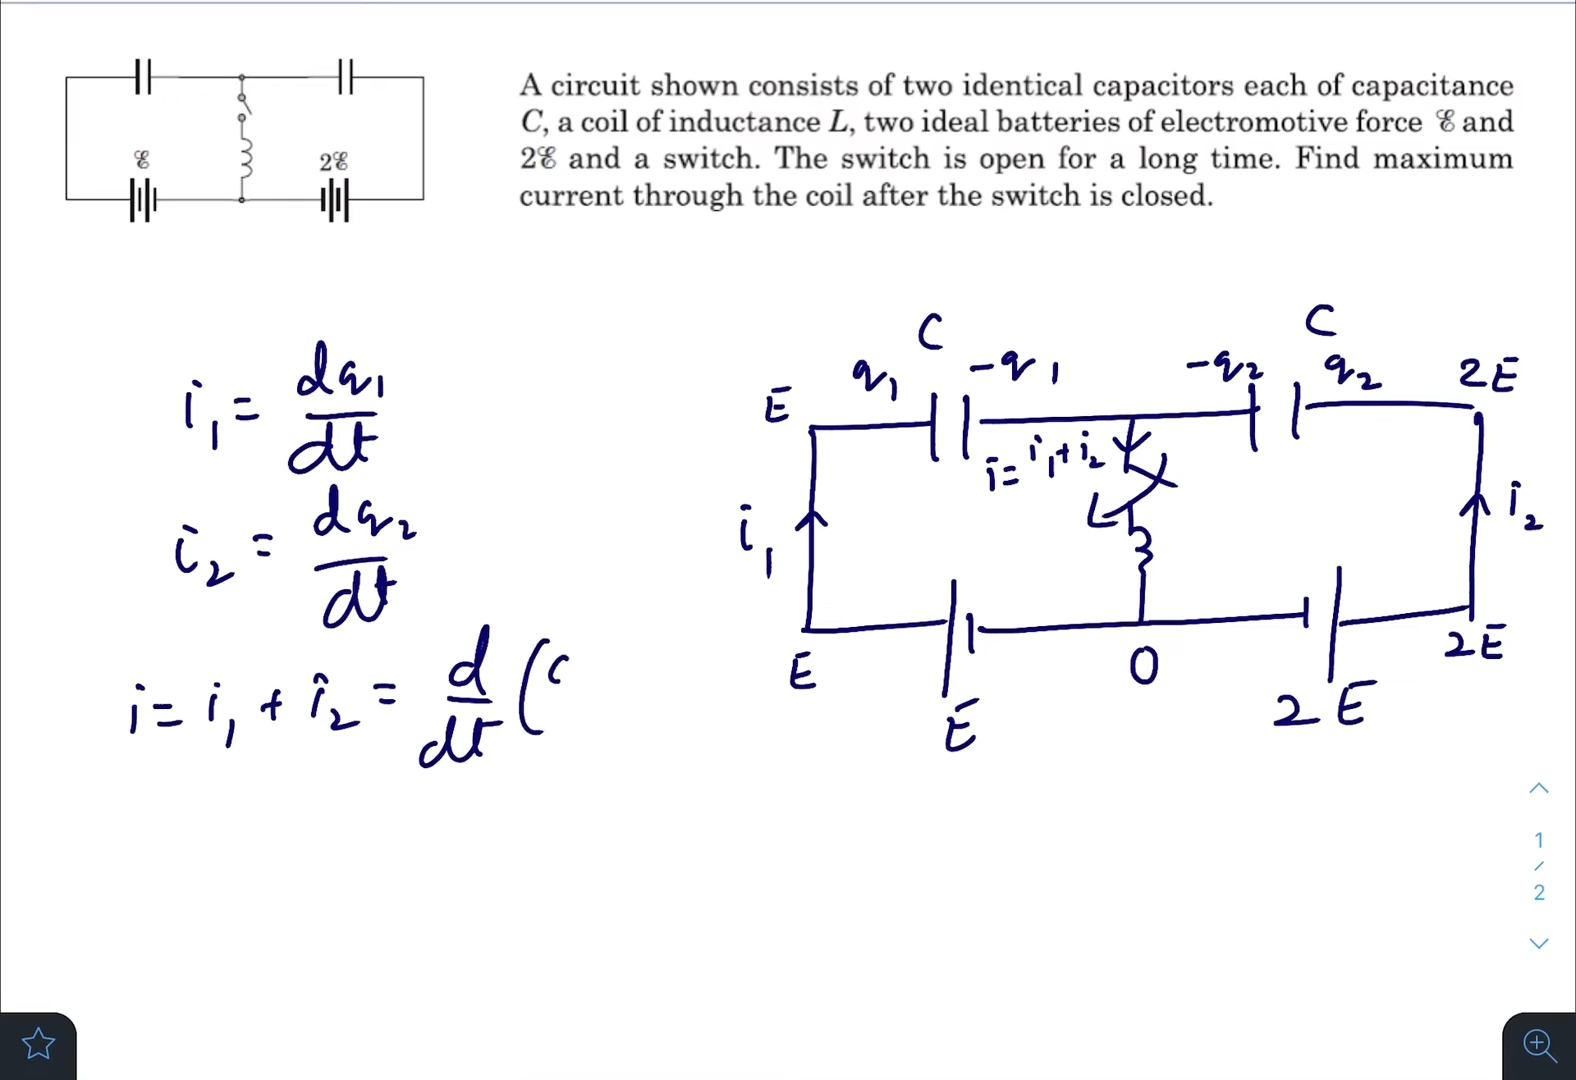 ℰ
2ℰ
A circuit shown consists of two identical capacitors each of capacitance
C, a coil of inductance L, two ideal batteries of electromotive force ℰ and
2ℰ and a switch. The switch is open for a long time. Find maximum
current through the coil after the switch is closed.
i₁ = dq₁/dt
i₂ = dq₂/dt
i = i₁ + i₂ = d/dt (C
C
C
E
q₁
-q₁
-q₂
q₂
2E
i = i₁ + i₂
i₁
L
i₂
E
E
0
2E
2E
1
/
2